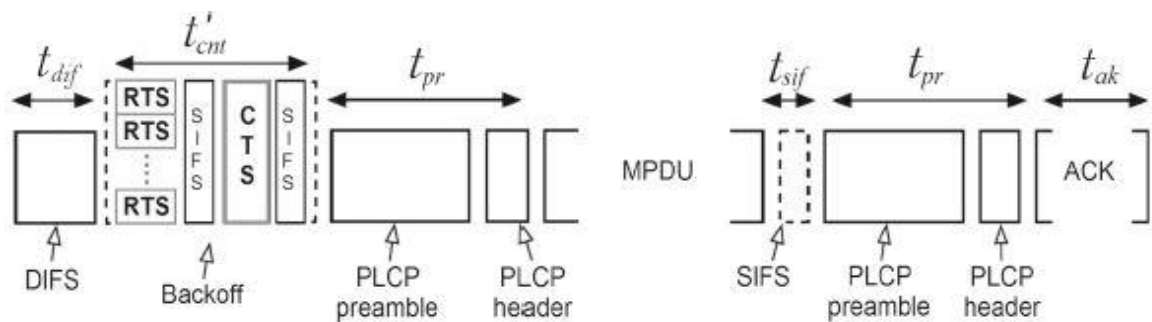 t_dif
t'_cnt
t_pr
t_sif
t_pr
t_ak
RTS
RTS
RTS
SIFS
CTS
SIFS
MPDU
ACK
DIFS
Backoff
PLCP
preamble
PLCP
header
SIFS
PLCP
preamble
PLCP
header